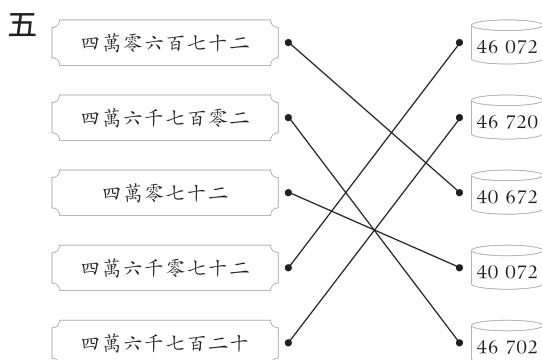 五
四萬零六百七十二 46 072
四萬六千七百零二 46 720
四萬零七十二 40 672
四萬六千零七十二 40 072
四萬六千七百二十 46 702